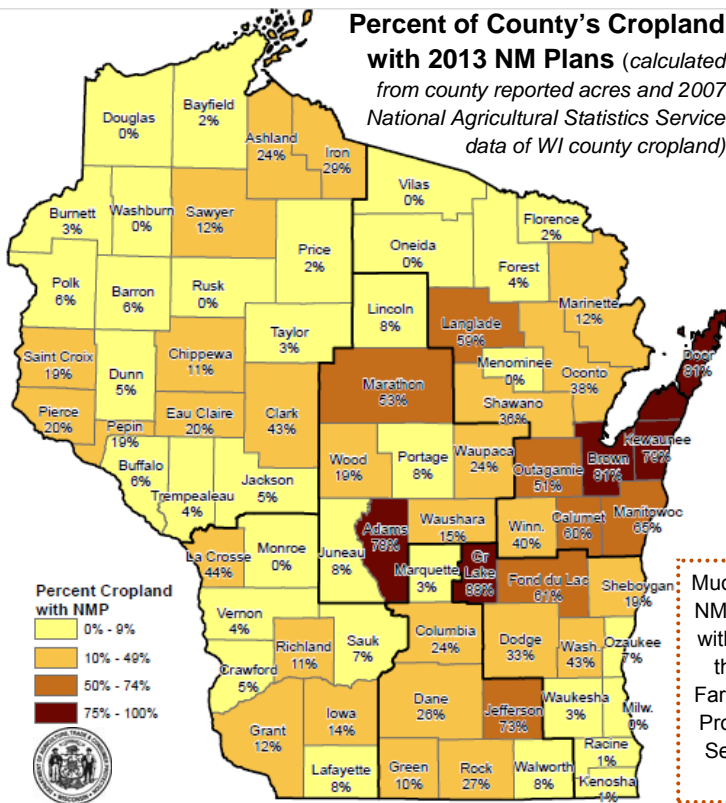 Percent of County's Cropland
with 2013 NM Plans (calculated
from county reported acres and 2007
National Agricultural Statistics Service
data of WI county cropland)
Douglas
0%
Bayfield
2%
Ashland
24%
Iron
29%
Vilas
0%
Florence
2%
Burnett
3%
Washburn
0%
Sawyer
12%
Price
2%
Oneida
0%
Forest
4%
Marinette
12%
Polk
6%
Barron
6%
Rusk
0%
Taylor
3%
Lincoln
8%
Langlade
59%
Menominee
0%
Oconto
38%
Door
81%
Saint Croix
19%
Dunn
5%
Chippewa
11%
Marathon
53%
Shawano
36%
Pierce
20%
Pepin
19%
Eau Claire
20%
Clark
43%
Buffalo
6%
Trempealeau
4%
Jackson
5%
Wood
19%
Portage
8%
Waupaca
24%
Outagamie
51%
Brown
81%
Kewaunee
79%
La Crosse
44%
Monroe
0%
Juneau
8%
Adams
78%
Waushara
15%
Marquette
3%
Gr
Lake
Winn.
40%
Calumet
60%
Manitowoc
65%
Fond du Lac
61%
Sheboygan
19%
Percent Cropland
with NMP
0% - 9%
10% - 49%
50% - 74%
75% - 100%
Vernon
4%
Crawford
5%
Richland
11%
Sauk
7%
Columbia
24%
Dodge
33%
Wash.
43%
Ozaukee
7%
Grant
12%
Iowa
14%
Lafayette
8%
Dane
26%
Green
10%
Jefferson
73%
Rock
27%
Waukesha
3%
Milw.
0%
Walworth
8%
Racine
1%
Kenosha
1%
Muc
NM
with
th
Far
Pro
Se